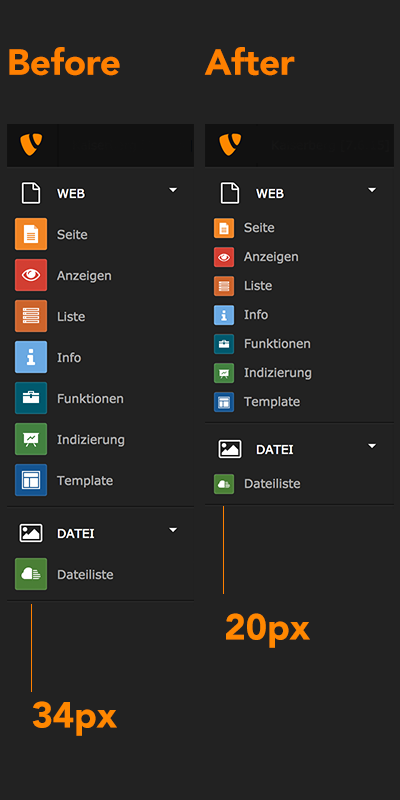 Before
After
WEB
Seite
Anzeigen
Liste
Info
Funktionen
Indizierung
Template
DATEI
Dateiliste
34px
WEB
Seite
Anzeigen
Liste
Info
Funktionen
Indizierung
Template
DATEI
Dateiliste
20px